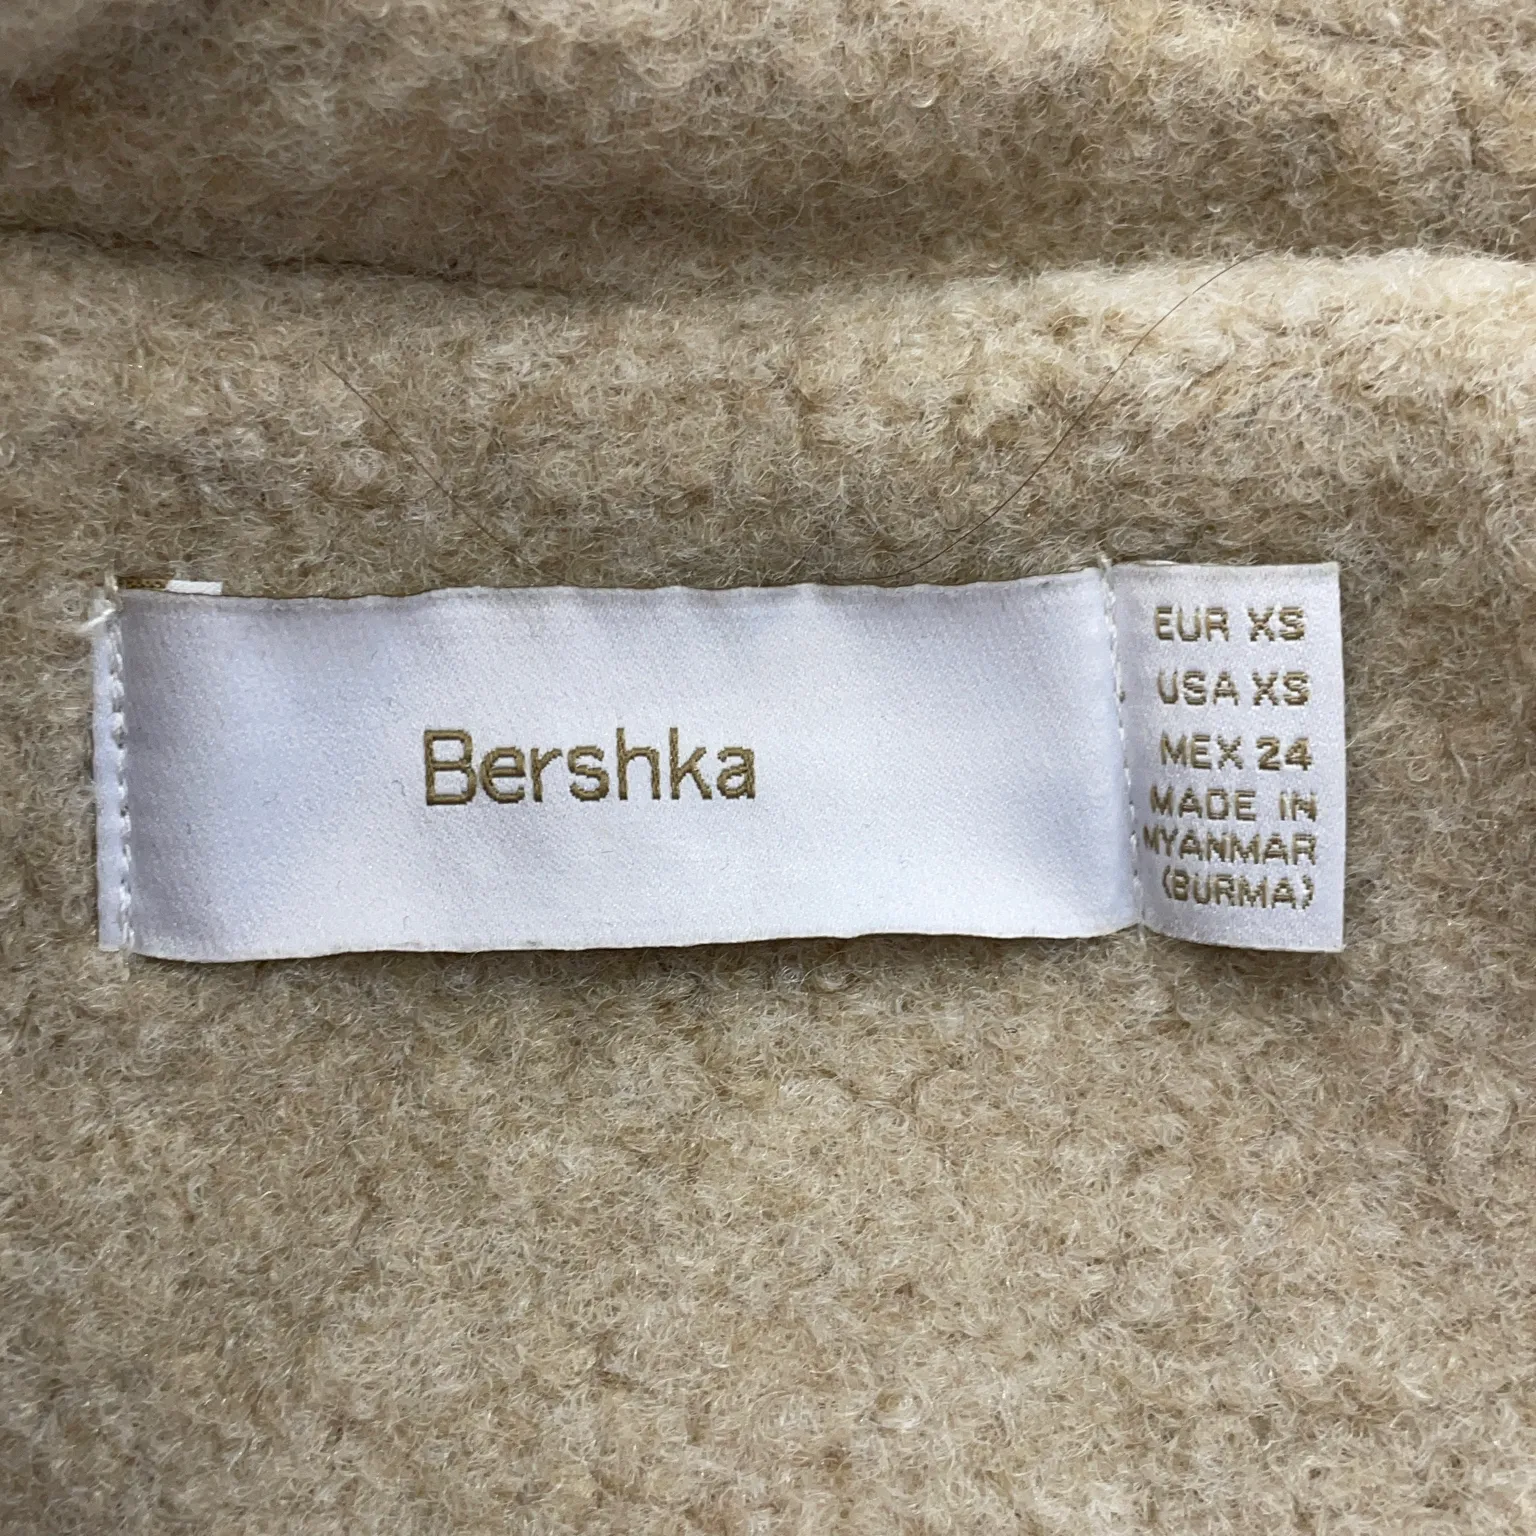 Bershka
EUR XS
USA XS
MEX 24
MADE IN
MYANMAR
(BURMA)